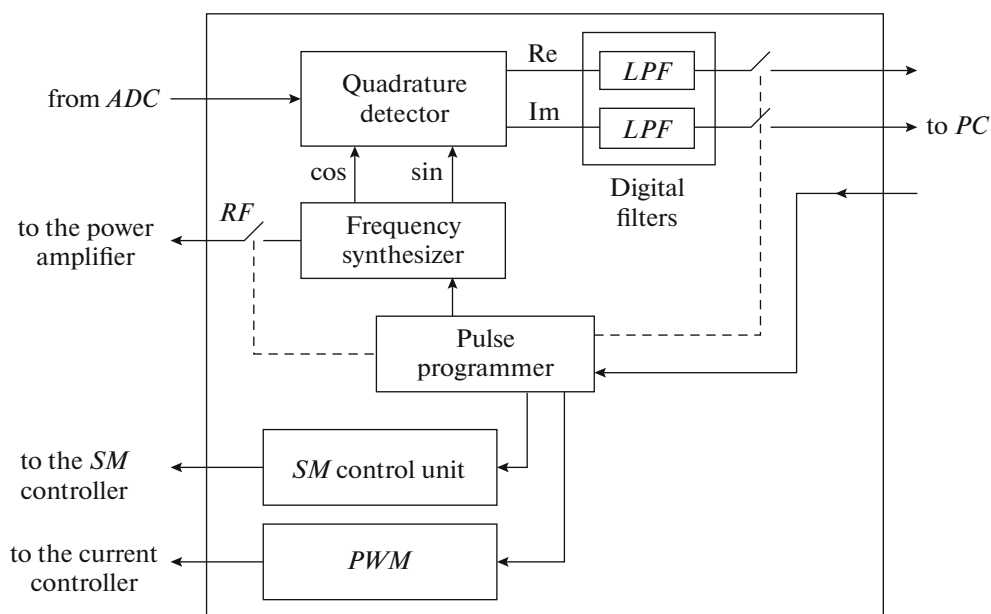 from ADC
Quadrature
detector
Re
LPF
Im
LPF
to PC
cos
sin
Digital
filters
to the power
amplifier
RF
Frequency
synthesizer
Pulse
programmer
to the SM
controller
SM control unit
to the current
controller
PWM